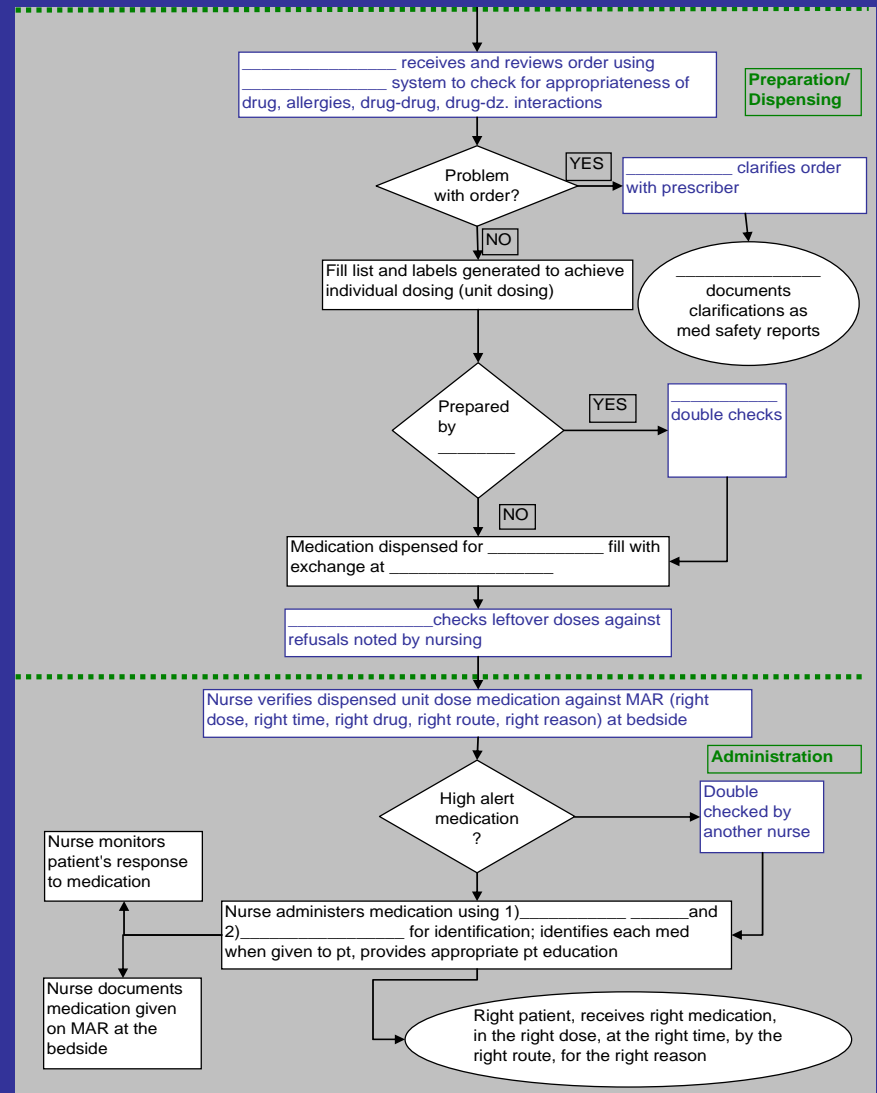 ________________ receives and reviews order using
_______________ system to check for appropriateness of
drug, allergies, drug-drug, drug-dz. interactions
Preparation/
Dispensing
Problem
with order?
YES
___________ clarifies order
with prescriber
NO
_______________
documents
clarifications as
med safety reports
Fill list and labels generated to achieve
individual dosing (unit dosing)
Prepared
by
________
YES
___________
double checks
NO
Medication dispensed for ____________ fill with
exchange at _________________
_______________checks leftover doses against
refusals noted by nursing
Nurse verifies dispensed unit dose medication against MAR (right
dose, right time, right drug, right route, right reason) at bedside
Administration
High alert
medication
?
Double
checked by
another nurse
Nurse monitors
patient's response
to medication
Nurse administers medication using 1)___________ ______and
2)_________________ for identification; identifies each med
when given to pt, provides appropriate pt education
Nurse documents
medication given
on MAR at the
bedside
Right patient, receives right medication,
in the right dose, at the right time, by the
right route, for the right reason